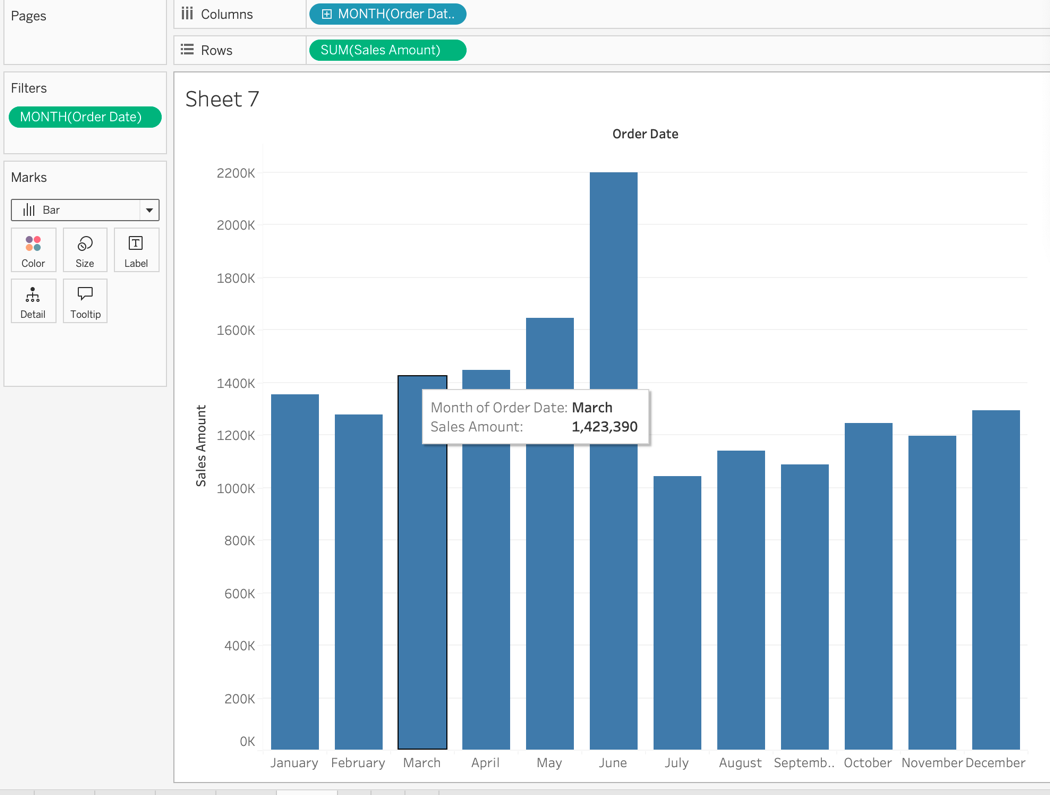 Pages
Columns
MONTH(Order Dat..
Rows
SUM(Sales Amount)
Filters
MONTH(Order Date)
Marks
Bar
Color
Size
Label
Detail
Tooltip
Sheet 7
Order Date
2200K
2000K
1800K
1600K
1400K
1200K
1000K
800K
600K
400K
200K
0K
Sales Amount
Month of Order Date: March
Sales Amount: 1,423,390
January February March April May June July August Septemb.. October November December